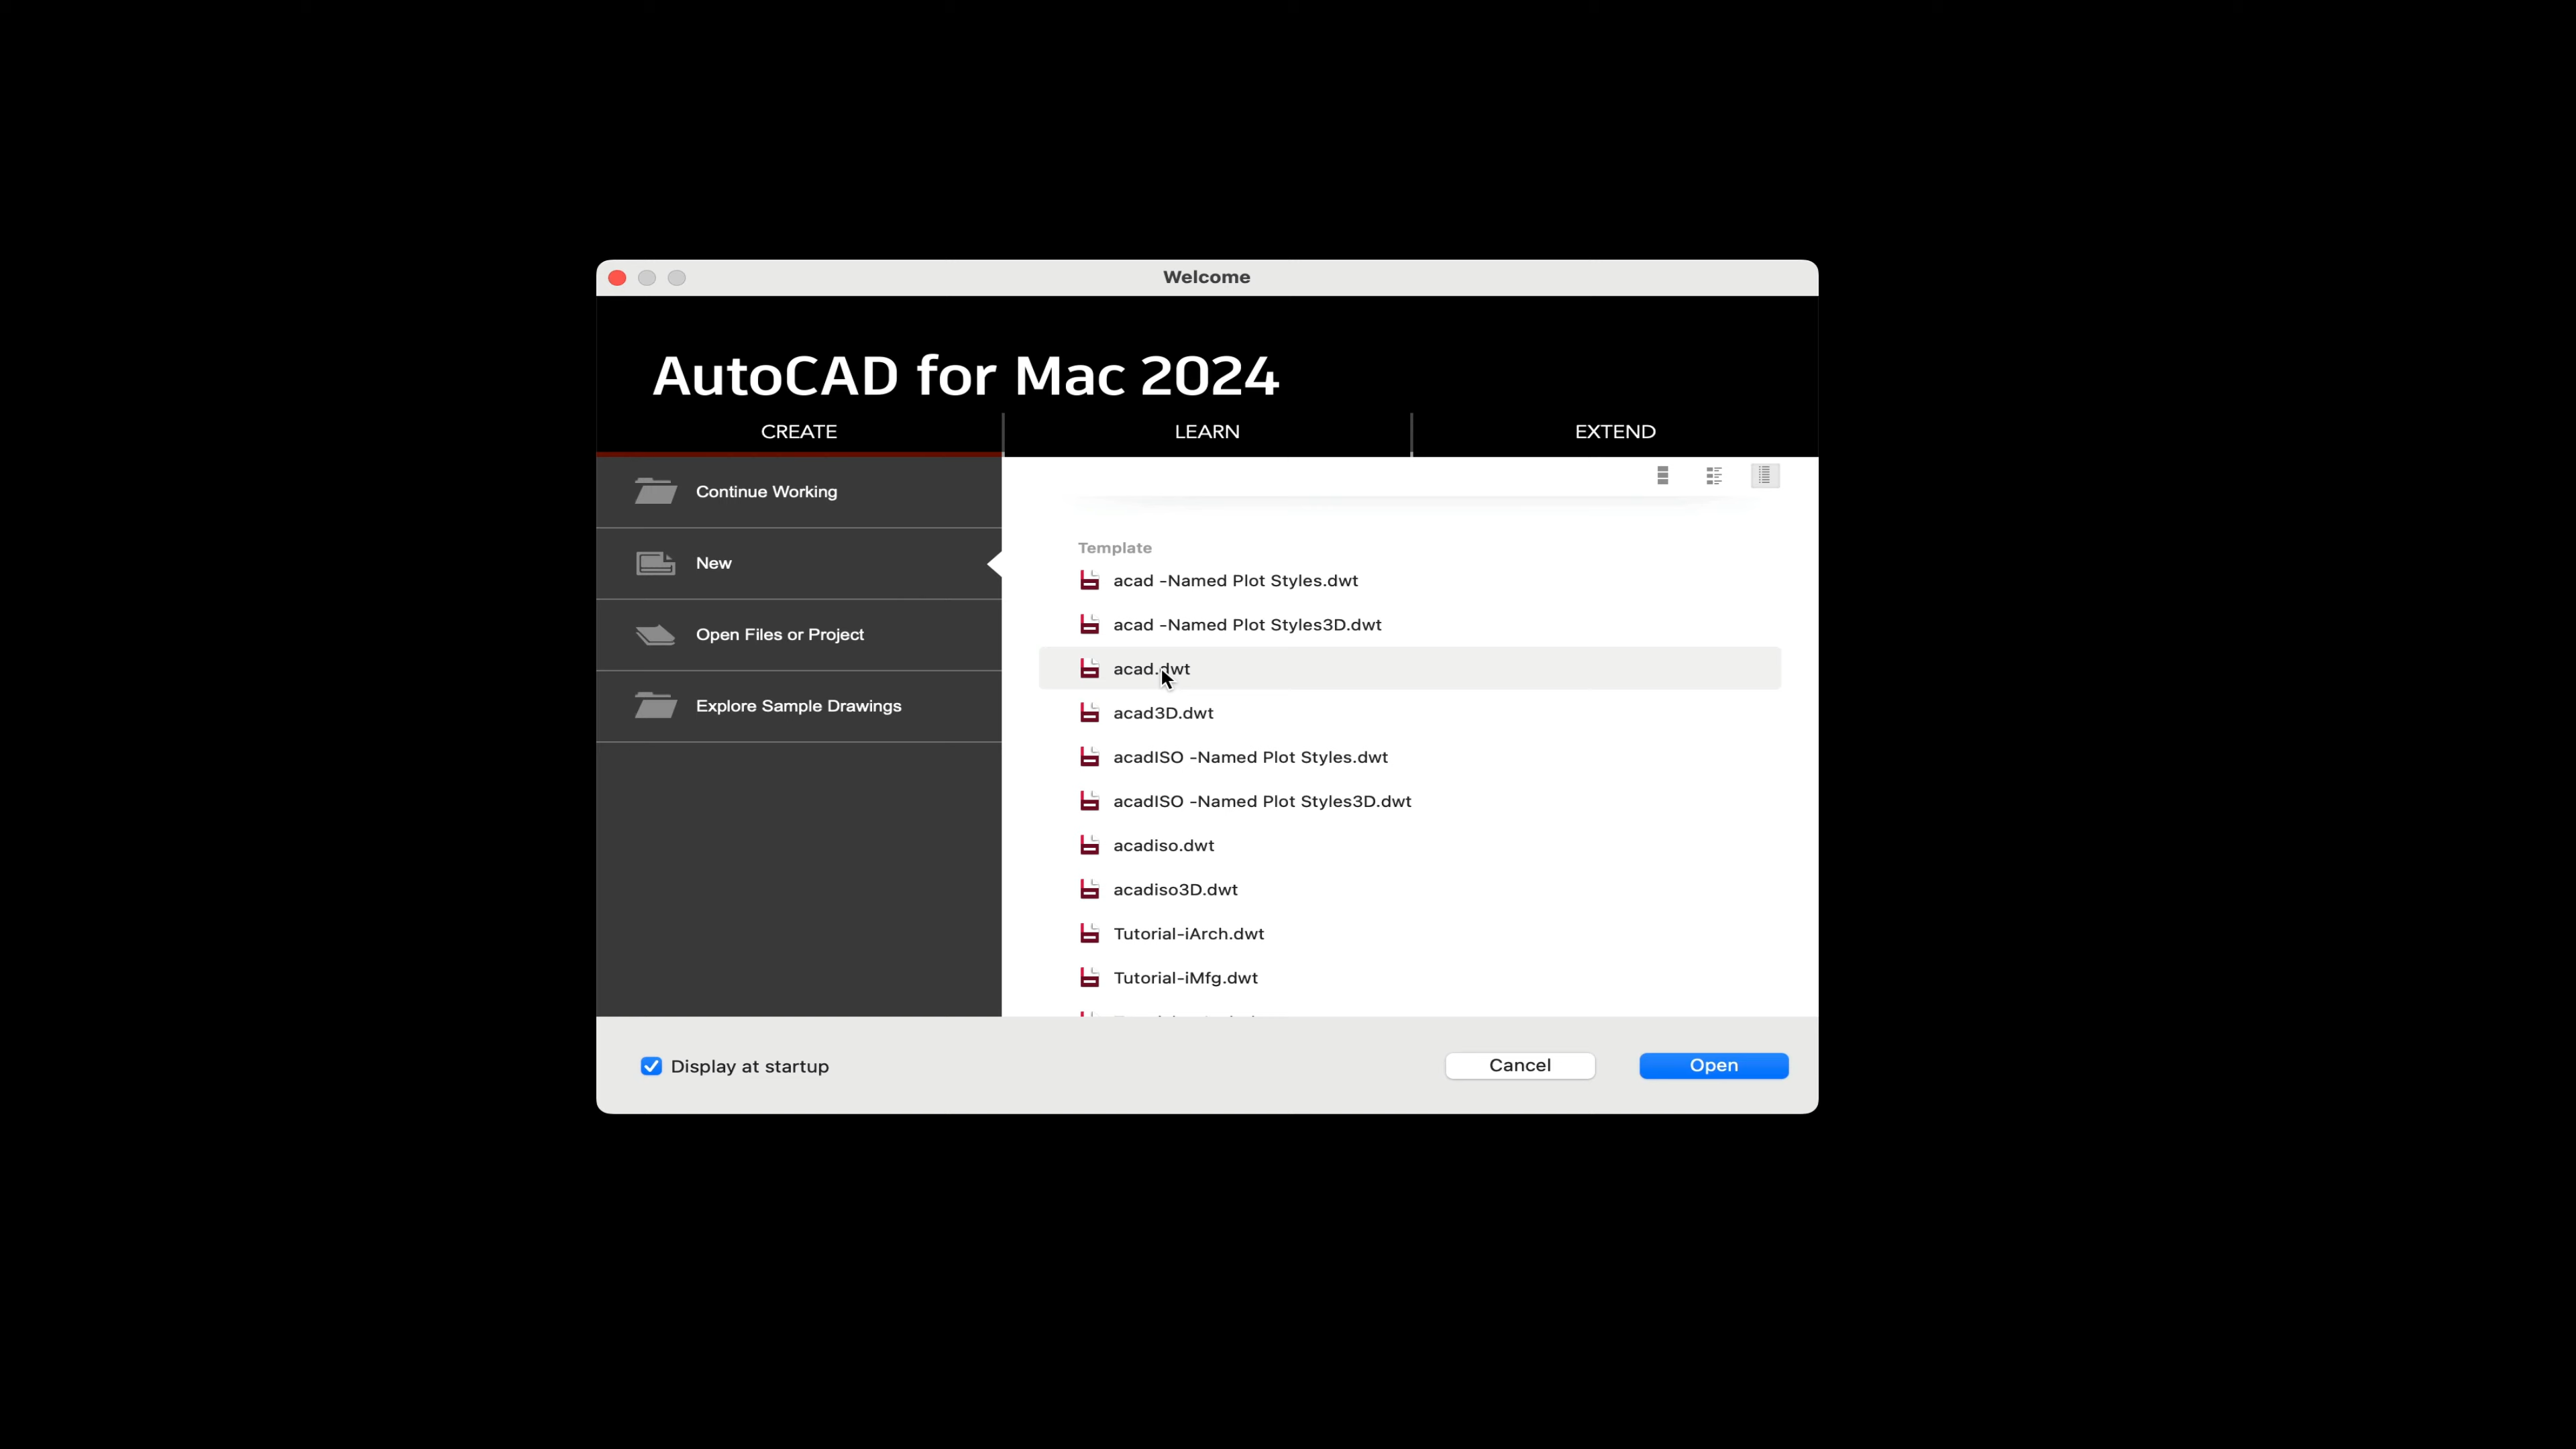 Welcome
AutoCAD for Mac 2024
CREATE
LEARN
EXTEND
Continue Working
New
Open Files or Project
Explore Sample Drawings
Template
acad -Named Plot Styles.dwt
acad -Named Plot Styles3D.dwt
acad.dwt
acad3D.dwt
acadISO -Named Plot Styles.dwt
acadISO -Named Plot Styles3D.dwt
acadiso.dwt
acadiso3D.dwt
Tutorial-iArch.dwt
Tutorial-iMfg.dwt
Display at startup
Cancel
Open